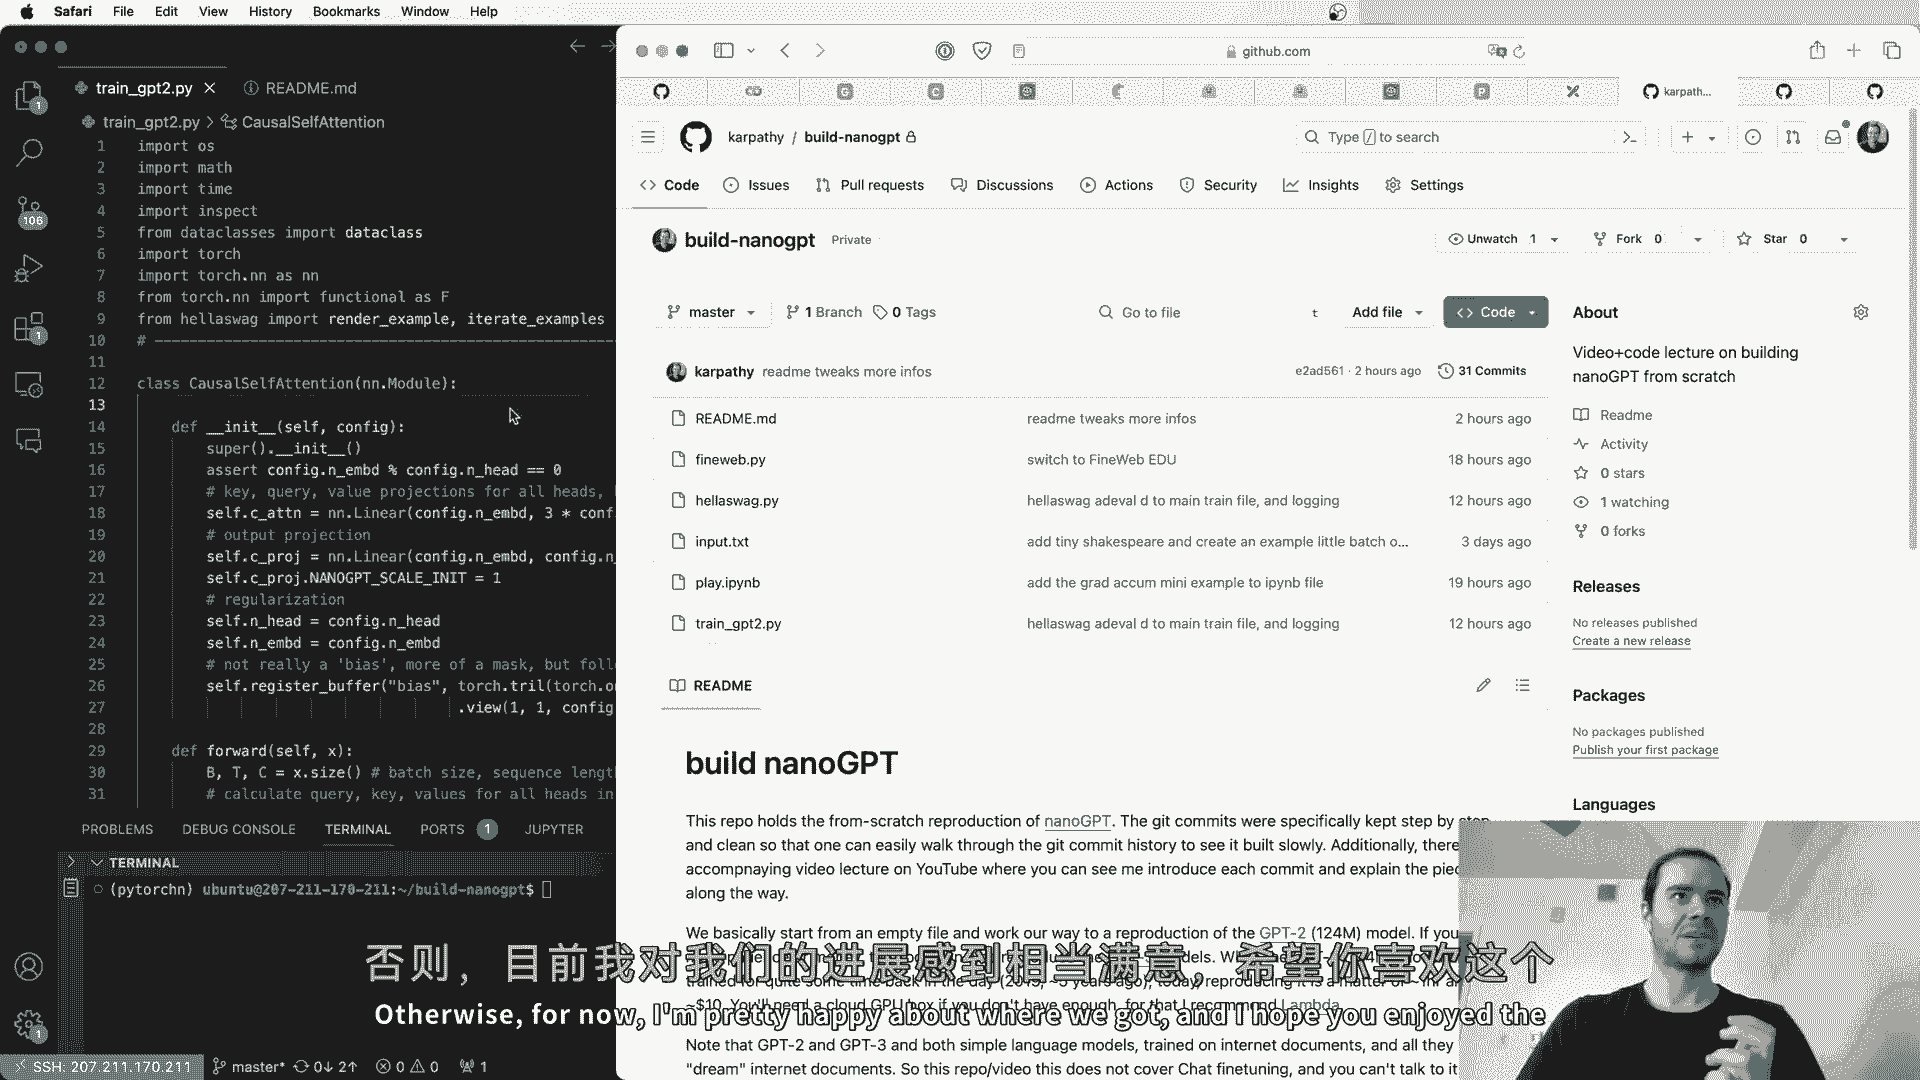 Safari File Edit View History Bookmarks Window Help
train_gpt2.py README.md
train_gpt2.py > CausalSelfAttention
1 import os
2 import math
3 import time
4 import inspect
5 from dataclasses import dataclass
6 import torch
7 import torch.nn as nn
8 from torch.nn import functional as F
9 from hellaswag import render_example, iterate_examples
10 # ---
11
12 class CausalSelfAttention(nn.Module):
13
14 def __init__(self, config):
15 super().__init__()
16 assert config.n_embd % config.n_head == 0
17 # key, query, value projections for all heads,
18 self.c_attn = nn.Linear(config.n_embd, 3 * conf
19 # output projection
20 self.c_proj = nn.Linear(config.n_embd, config.n_
21 self.c_proj.NANOGPT_SCALE_INIT = 1
22 # regularization
23 self.n_head = config.n_head
24 self.n_embd = config.n_embd
25 # not really a 'bias', more of a mask, but foll
26 self.register_buffer("bias", torch.tril(torch.o
27 .view(1, 1, config
28
29 def forward(self, x):
30 B, T, C = x.size() # batch size, sequence lengt
31 # calculate query, key, values for all heads in
PROBLEMS DEBUG CONSOLE TERMINAL PORTS 1 JUPYTER
TERMINAL
(pytorchn) ubuntu@207-211-170-211:~/build-nanogpt$
SSH: 207.211.170.211 master* 0↓ 2↑ 0 0 1
1
106
1
1
github.com
karpath...
karpathy / build-nanogpt
Type / to search
Code Issues Pull requests Discussions Actions Security Insights Settings
build-nanogpt Private
Unwatch 1 Fork 0 Star 0
master 1 Branch 0 Tags Go to file t Add file Code
karpathy readme tweaks more infos e2ad561 · 2 hours ago 31 Commits
README.md readme tweaks more infos 2 hours ago
fineweb.py switch to FineWeb EDU 18 hours ago
hellaswag.py hellaswag adeval d to main train file, and logging 12 hours ago
input.txt add tiny shakespeare and create an example little batch o... 3 days ago
play.ipynb add the grad accum mini example to ipynb file 19 hours ago
train_gpt2.py hellaswag adeval d to main train file, and logging 12 hours ago
README
build nanoGPT
This repo holds the from-scratch reproduction of nanoGPT. The git commits were specifically kept step by step
and clean so that one can easily walk through the git commit history to see it built slowly. Additionally, there
accompnaying video lecture on YouTube where you can see me introduce each commit and explain the pie
along the way.
We basically start from an empty file and work our way to a reproduction of the GPT-2 (124M) model. If you
~$10. You'll need a cloud GPU box if you don't have enough, for that I recommend Lambda.
Note that GPT-2 and GPT-3 and both simple language models, trained on internet documents, and all they
"dream" internet documents. So this repo/video this does not cover Chat finetuning, and you can't talk to it
About
Video+code lecture on building
nanoGPT from scratch
Readme
Activity
0 stars
1 watching
0 forks
Releases
No releases published
Create a new release
Packages
No packages published
Publish your first package
Languages
否则，目前我对我们的进展感到相当满意，希望你喜欢这个
Otherwise, for now, I'm pretty happy about where we got, and I hope you enjoyed the